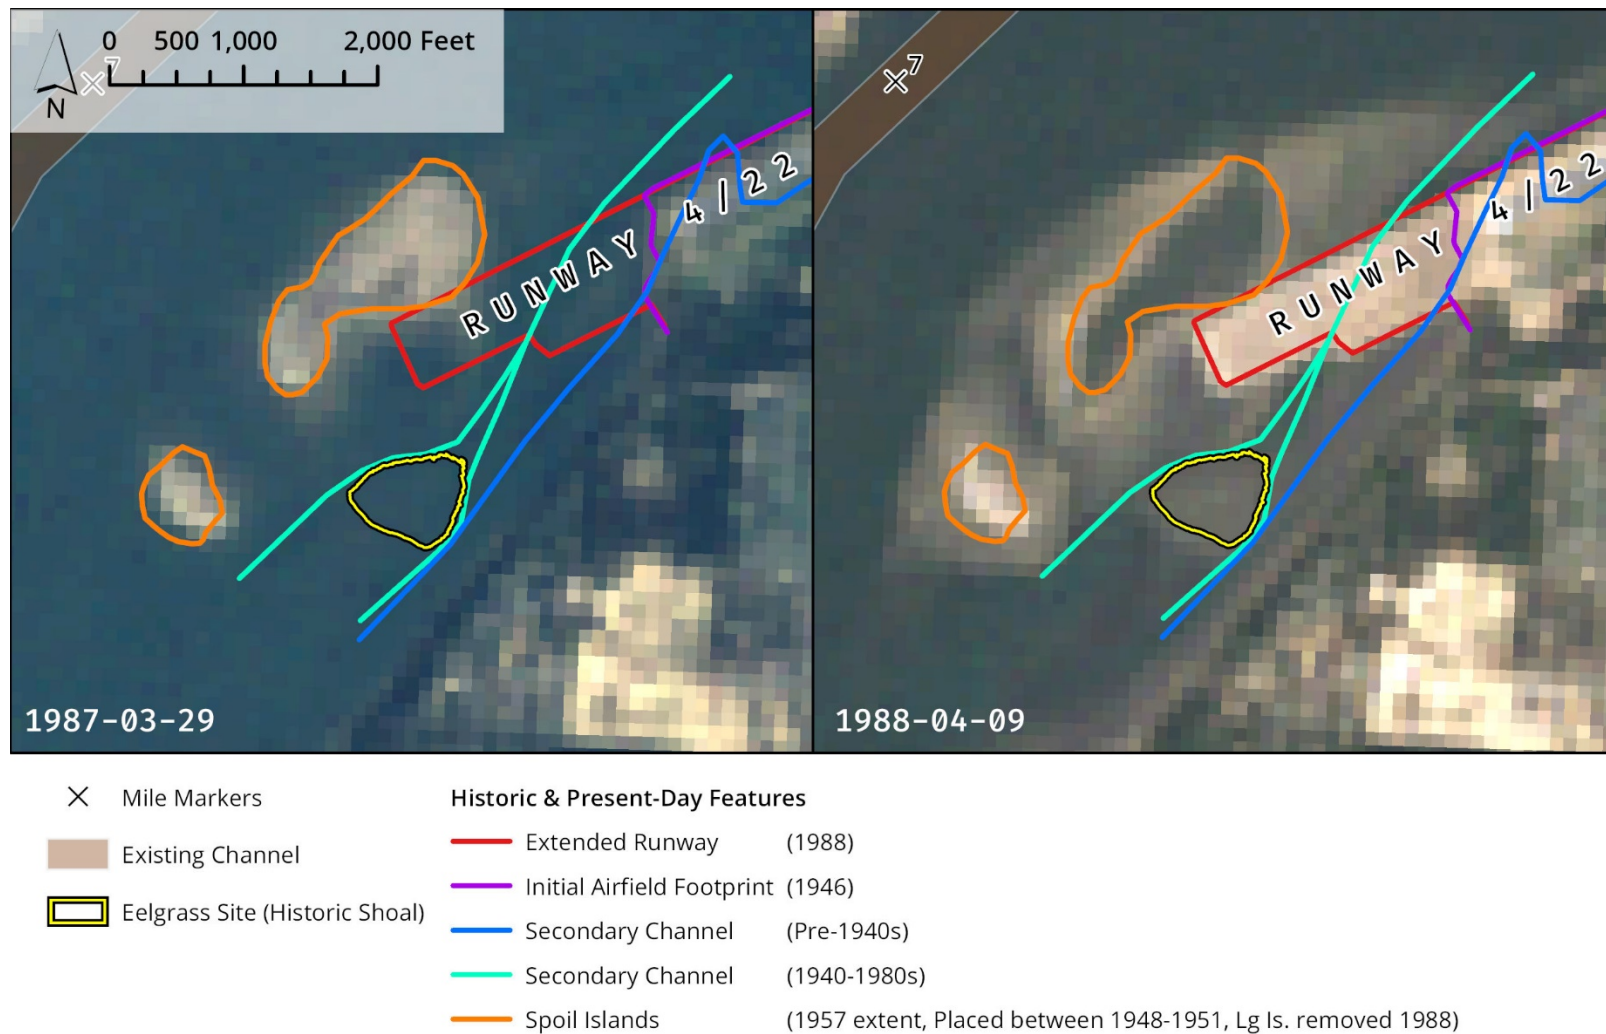 0 500 1,000 2,000 Feet
7
N
RUNWAY 4/22
1987-03-29
7
RUNWAY 4/22
1988-04-09
Mile Markers
Existing Channel
Eelgrass Site (Historic Shoal)
Historic & Present-Day Features
Extended Runway (1988)
Initial Airfield Footprint (1946)
Secondary Channel (Pre-1940s)
Secondary Channel (1940-1980s)
Spoil Islands (1957 extent, Placed between 1948-1951, Lg Is. removed 1988)